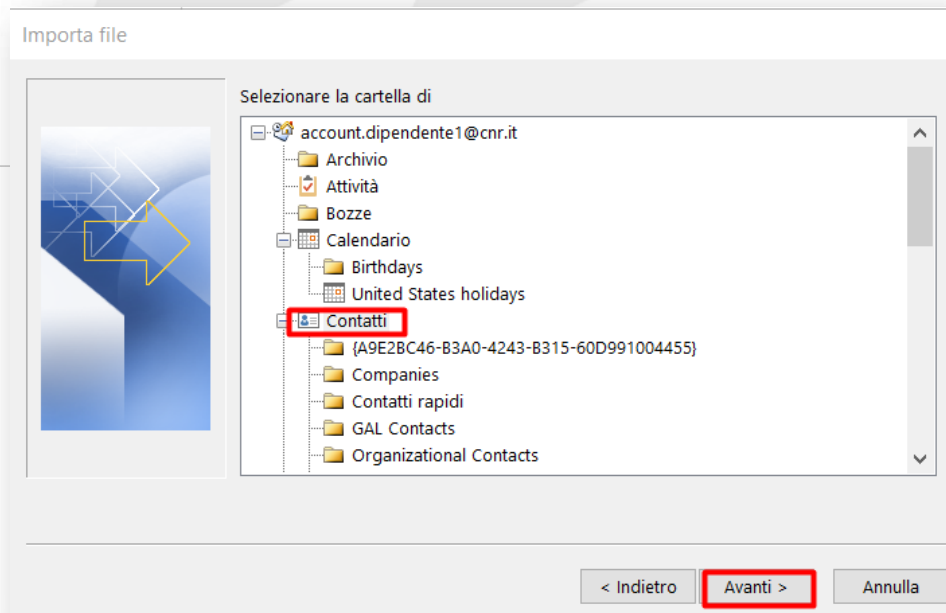 Importa file
Selezionare la cartella di
account.dipendente1@cnr.it
Archivio
Attività
Bozze
Calendario
Birthdays
United States holidays
Contatti
{A9E2BC46-B3A0-4243-B315-60D991004455}
Companies
Contatti rapidi
GAL Contacts
Organizational Contacts
< Indietro Avanti > Annulla